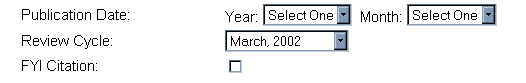 Publication Date: Year: Select One Month: Select One
Review Cycle: March, 2002
FYI Citation: